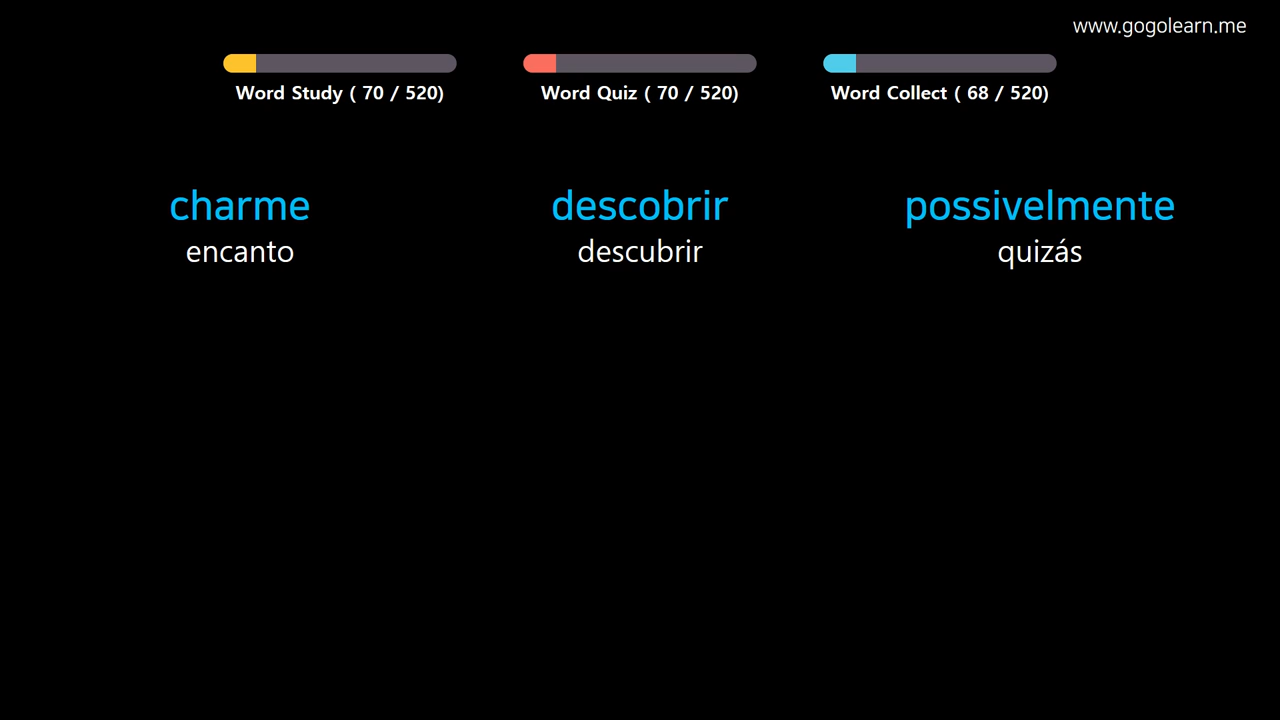 www.gogolearn.me
Word Study ( 70 / 520)
Word Quiz ( 70 / 520)
Word Collect ( 68 / 520)
charme
encanto
descobrir
descubrir
possivelmente
quizás